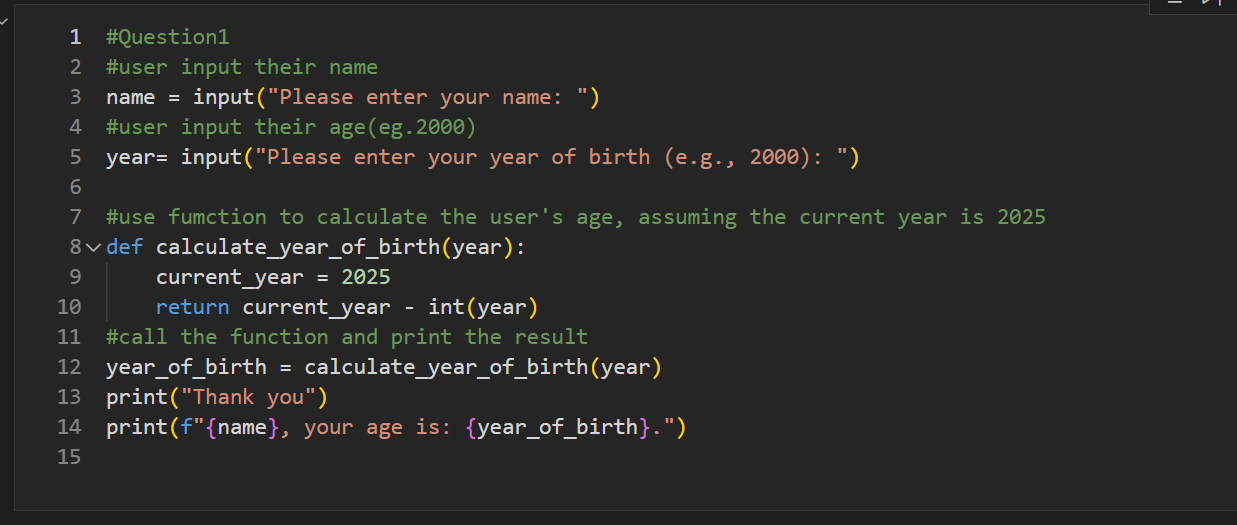 1 #Question1
2 #user input their name
3 name = input("Please enter your name: ")
4 #user input their age(eg.2000)
5 year= input("Please enter your year of birth (e.g., 2000): ")
6
7 #use fumction to calculate the user's age, assuming the current year is 2025
8 def calculate_year_of_birth(year):
9     current_year = 2025
10     return current_year - int(year)
11 #call the function and print the result
12 year_of_birth = calculate_year_of_birth(year)
13 print("Thank you")
14 print(f"{name}, your age is: {year_of_birth}.")
15